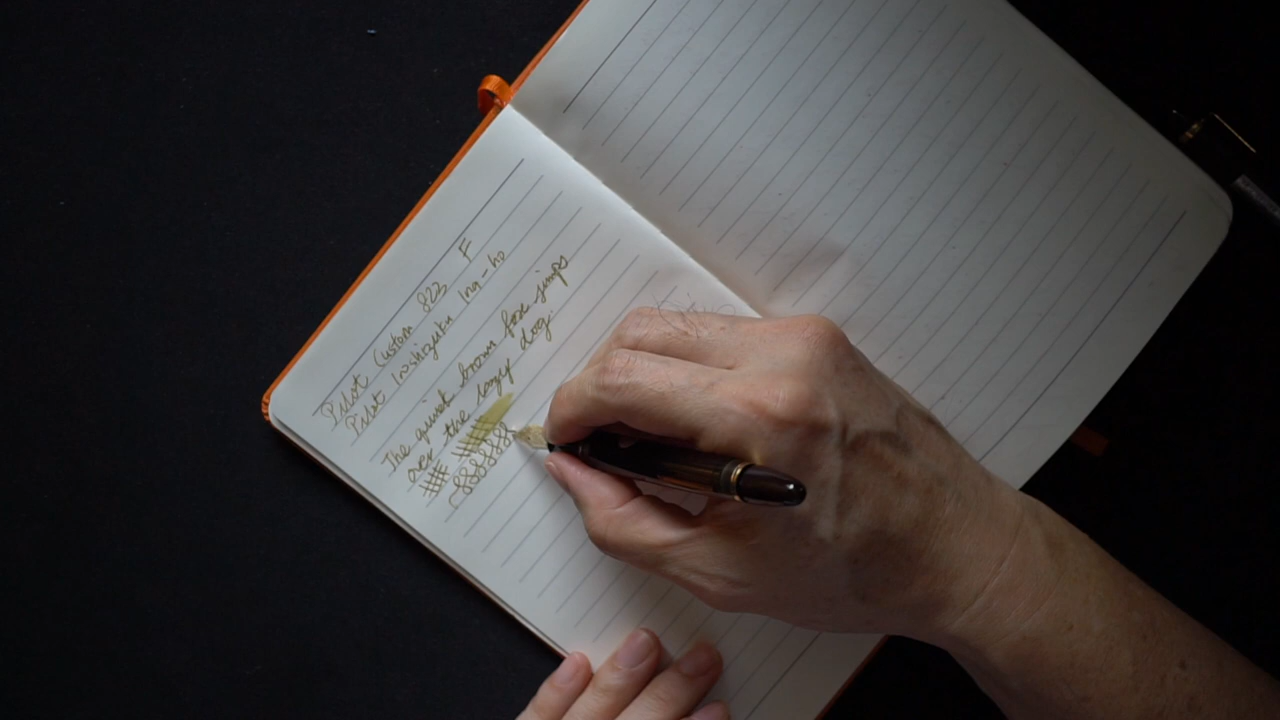 Pilot Custom 823 F
Pilot Iroshizuku Ina-ho
The quick brown fox jumps
over the lazy dog.